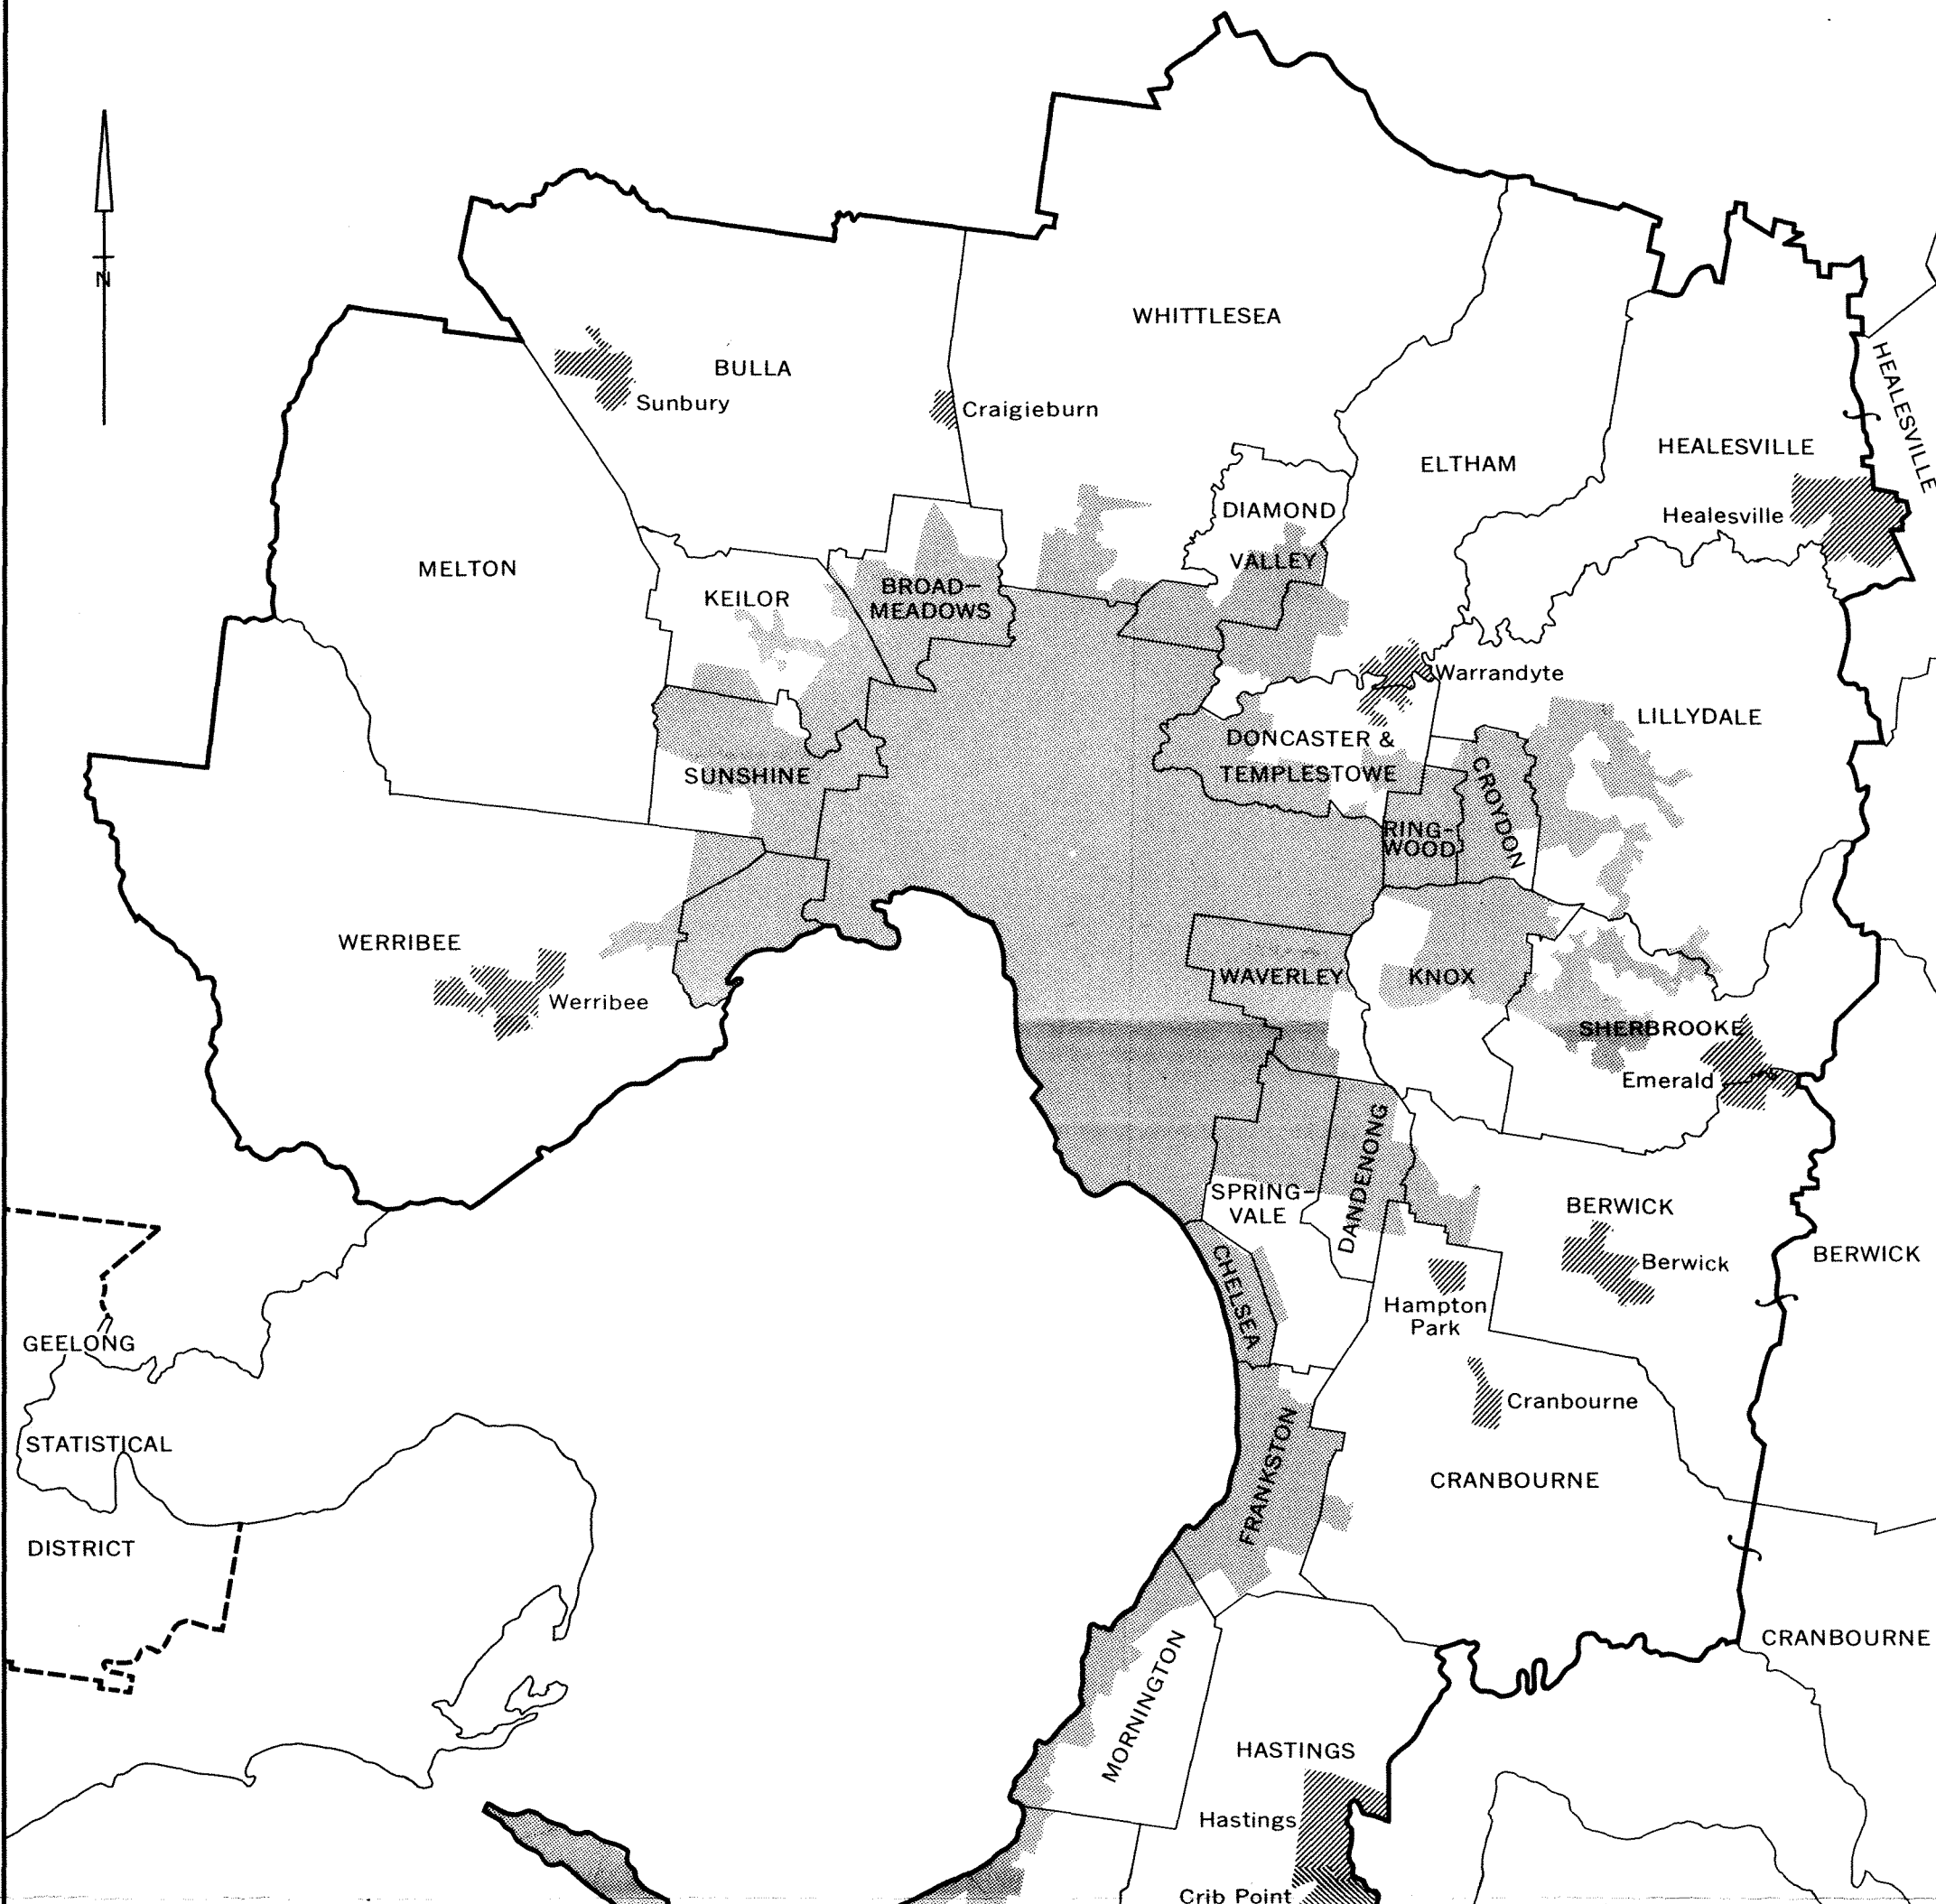 N
WHITTLESEA
BULLA
Sunbury
Craigieburn
HEALESVILLE
HEALESVILLE
Healesville
ELTHAM
DIAMOND
VALLEY
MELTON
KEILOR
BROAD-
MEADOWS
Warrandyte
LILLYDALE
DONCASTER &
TEMPLESTOWE
SUNSHINE
CROYDON
RING-
WOOD
WERRIBEE
Werribee
WAVERLEY
KNOX
SHERBROOKE
Emerald
DANDENONG
SPRING-
VALE
BERWICK
Berwick
BERWICK
CHELSEA
Hampton
Park
GEELONG
Cranbourne
STATISTICAL
CRANBOURNE
FRANKSTON
DISTRICT
CRANBOURNE
MORNINGTON
HASTINGS
Hastings
Crib Point